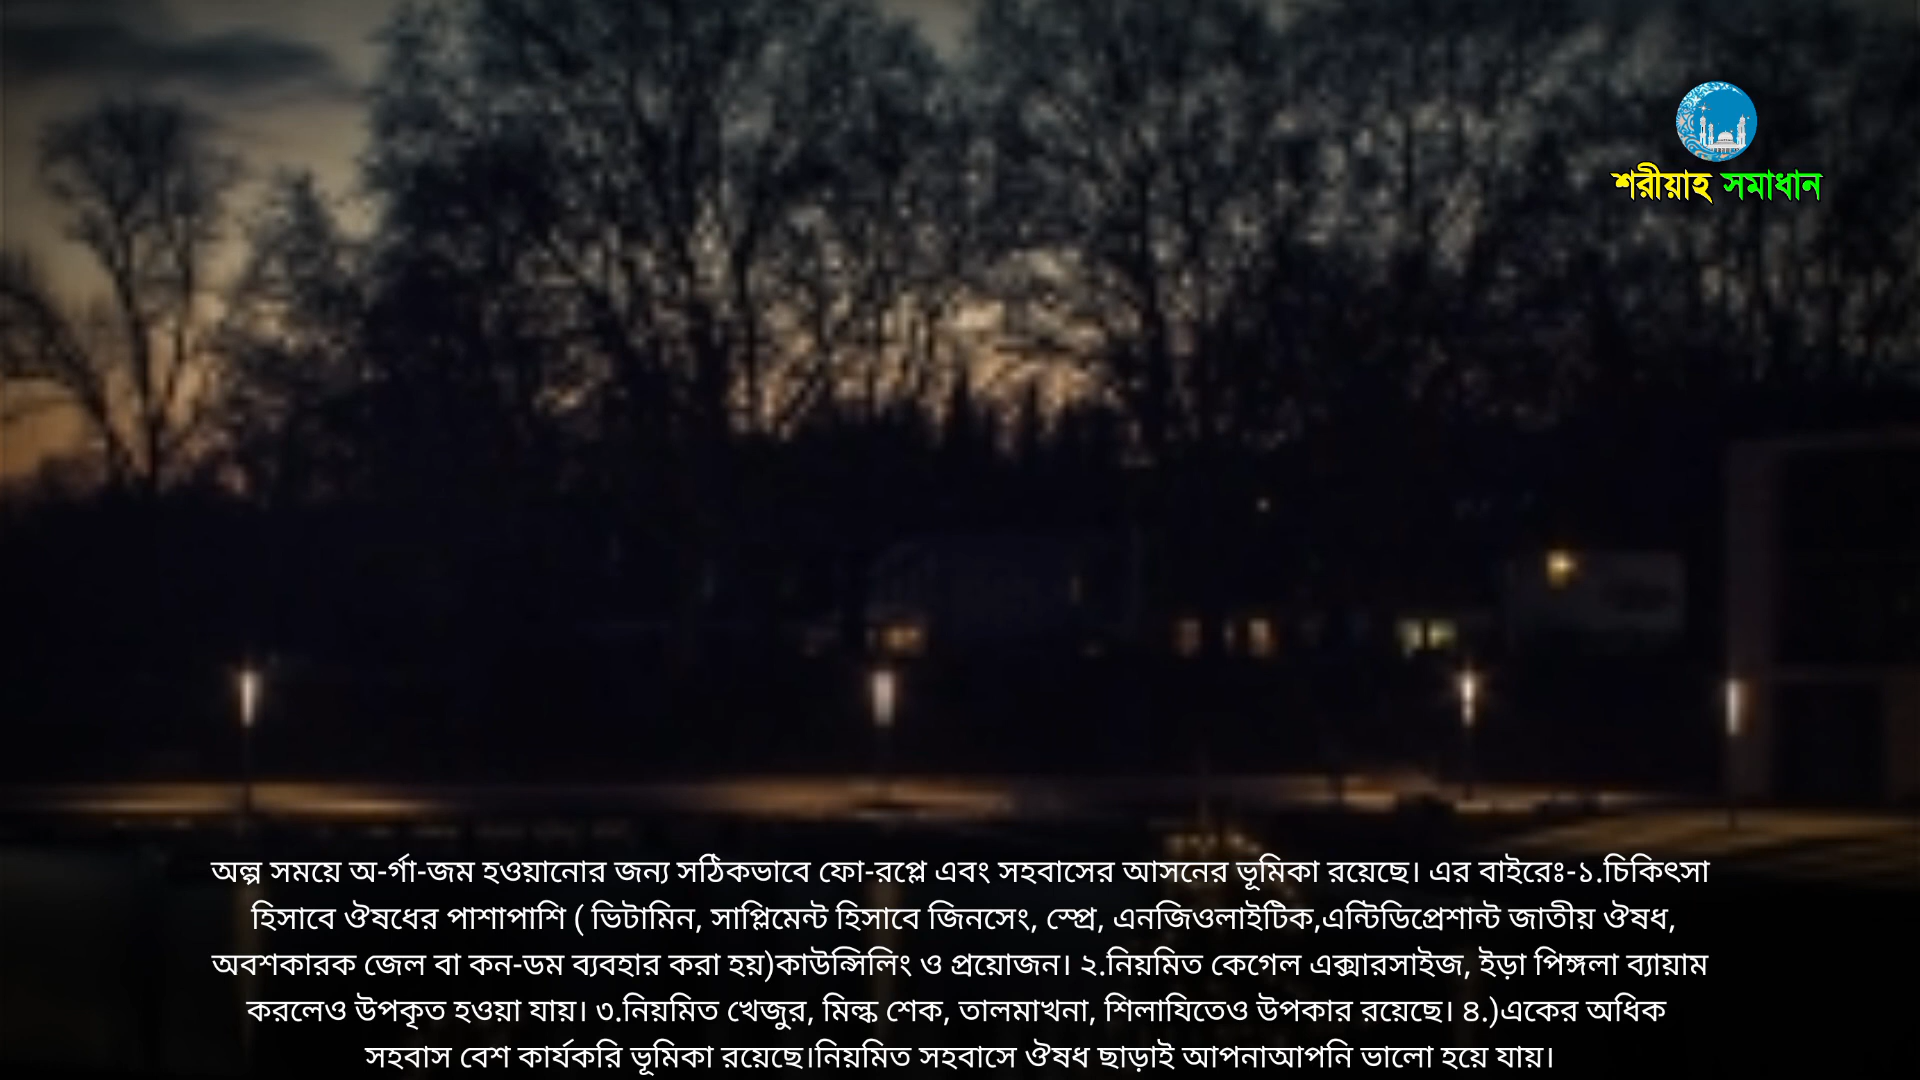 শরীয়াহ সমাধান
অল্প সময়ে অ-র্গা-জম হওয়ানোর জন্য সঠিকভাবে ফো-রপ্লে এবং সহবাসের আসনের ভূমিকা রয়েছে। এর বাইরেঃ-১.চিকিৎসা
হিসাবে ঔষধের পাশাপাশি ( ভিটামিন, সাপ্লিমেন্ট হিসাবে জিনসেং, স্প্রে, এনজিওলাইটিক,এন্টিডিপ্রেশান্ট জাতীয় ঔষধ,
অবশকারক জেল বা কন-ডম ব্যবহার করা হয়)কাউন্সিলিং ও প্রয়োজন। ২.নিয়মিত কেগেল এক্সারসাইজ, ইড়া পিঙ্গলা ব্যায়াম
করলেও উপকৃত হওয়া যায়। ৩.নিয়মিত খেজুর, মিল্ক শেক, তালমাখনা, শিলাযিতেও উপকার রয়েছে। ৪.)একের অধিক
সহবাস বেশ কার্যকরি ভূমিকা রয়েছে।নিয়মিত সহবাসে ঔষধ ছাড়াই আপনাআপনি ভালো হয়ে যায়।